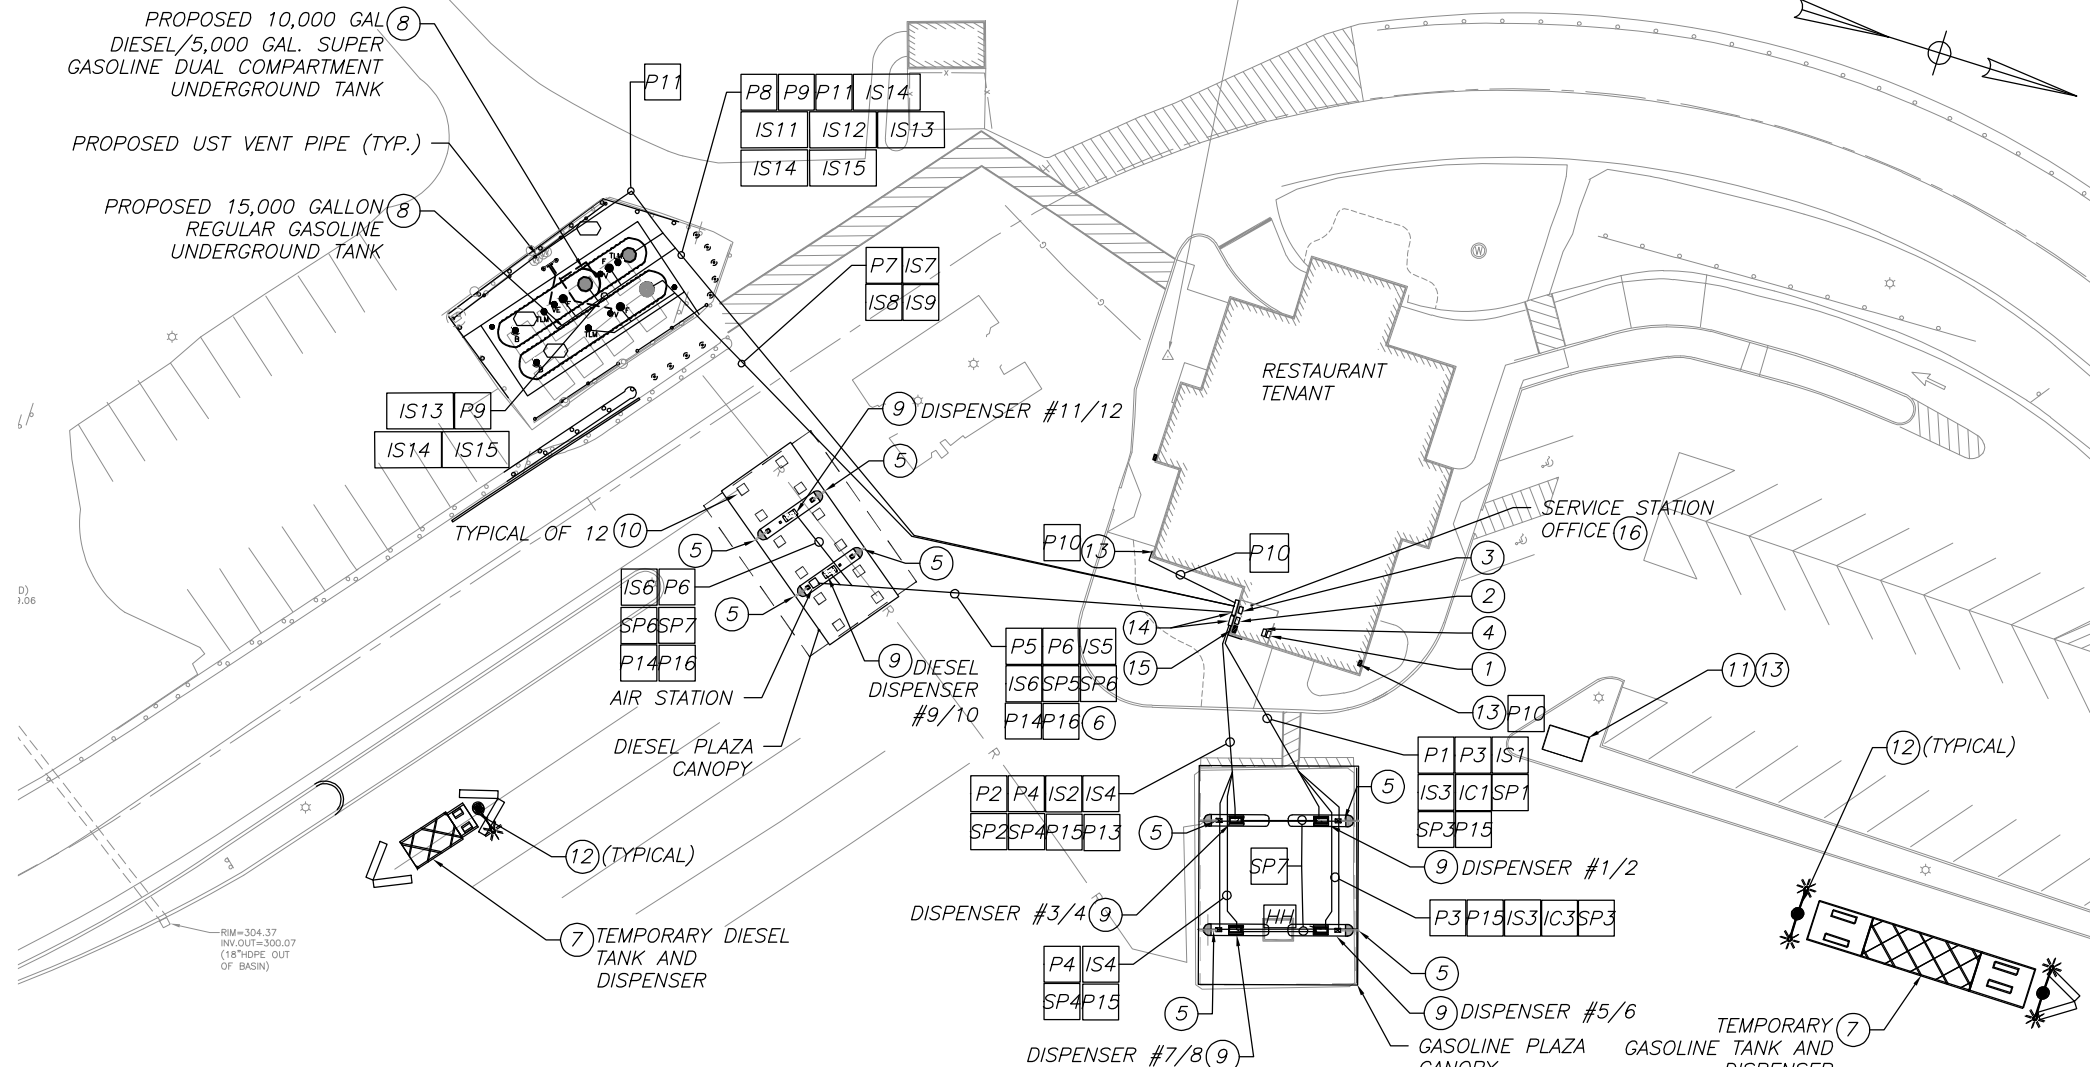 PROPOSED 10,000 GAL 8
DIESEL/5,000 GAL. SUPER
GASOLINE DUAL COMPARTMENT
UNDERGROUND TANK
PROPOSED UST VENT PIPE (TYP.)
PROPOSED 15,000 GALLON 8
REGULAR GASOLINE
UNDERGROUND TANK
P11
P8 P9 P11 IS14
IS11 IS12 IS13
IS14 IS15
P7 IS7
IS8 IS9
IS13 P9
IS14 IS15
TLM
TLM
TLM
F
V
F
V
9 DISPENSER #11/12
5
TYPICAL OF 12 10
5
5
5
IS6 P6
SP6 SP7
P14 P16
AIR STATION
DIESEL PLAZA
CANOPY
9 DIESEL
DISPENSER
#9/10
P5 P6 IS5
IS6 SP5 SP6
P14 P16 6
RESTAURANT
TENANT
W
P10 13
P10
SERVICE STATION
OFFICE 16
3
2
4
1
14
15
13 P10
11 13
12 (TYPICAL)
P1 P3 IS1
IS3 IC1 SP1
SP3 P15
P2 P4 IS2 IS4
SP2 SP4 P15 P13
5
5
SP7
HH
9 DISPENSER #1/2
DISPENSER #3/4 9
P3 P15 IS3 IC3 SP3
P4 IS4
SP4 P15
5
5
9 DISPENSER #5/6
DISPENSER #7/8 9
GASOLINE PLAZA
CANOPY
TEMPORARY 7
GASOLINE TANK AND
DISPENSER
12 (TYPICAL)
7 TEMPORARY DIESEL
TANK AND
DISPENSER
RIM=304.37
INV.OUT=300.07
(18"HDPE OUT
OF BASIN)
D)
9.06
R
R
R
R
G
G